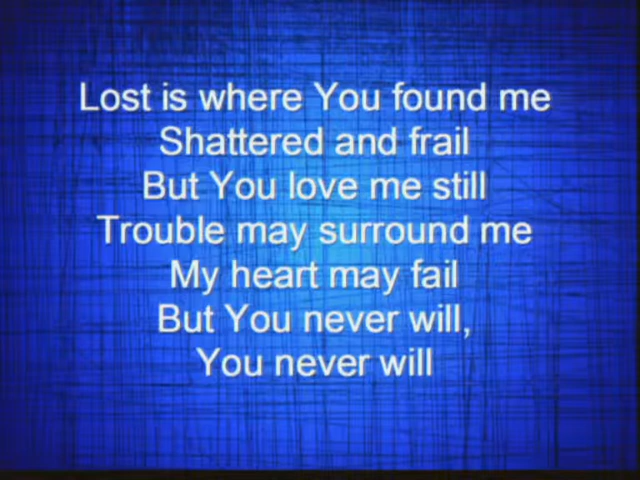 Lost is where You found me
Shattered and frail
But You love me still
Trouble may surround me
My heart may fail
But You never will,
You never will